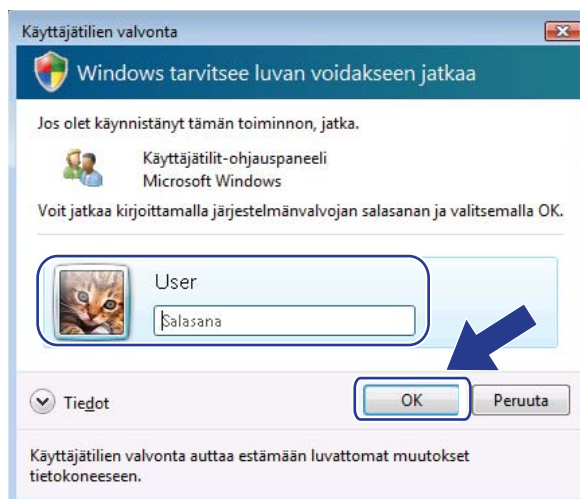 Käyttäjätilien valvonta
Windows tarvitsee luvan voidakseen jatkaa
Jos olet käynnistänyt tämän toiminnon, jatka.
Käyttäjätilit-ohjauspaneeli
Microsoft Windows
Voit jatkaa kirjoittamalla järjestelmänvalvojan salasanan ja valitsemalla OK.
User
Salasana
Tiedot
OK
Peruuta
Käyttäjätilien valvonta auttaa estämään luvattomat muutokset
tietokoneeseen.